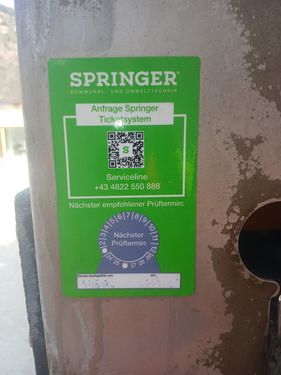 SPRINGER
KOMMUNAL- UND UMWELTTECHNIK
Anfrage Springer
Ticketsystem
S
Serviceline
+43 4822 550 888
Nächster empfohlener Prüftermin:
Nächster
Prüftermin